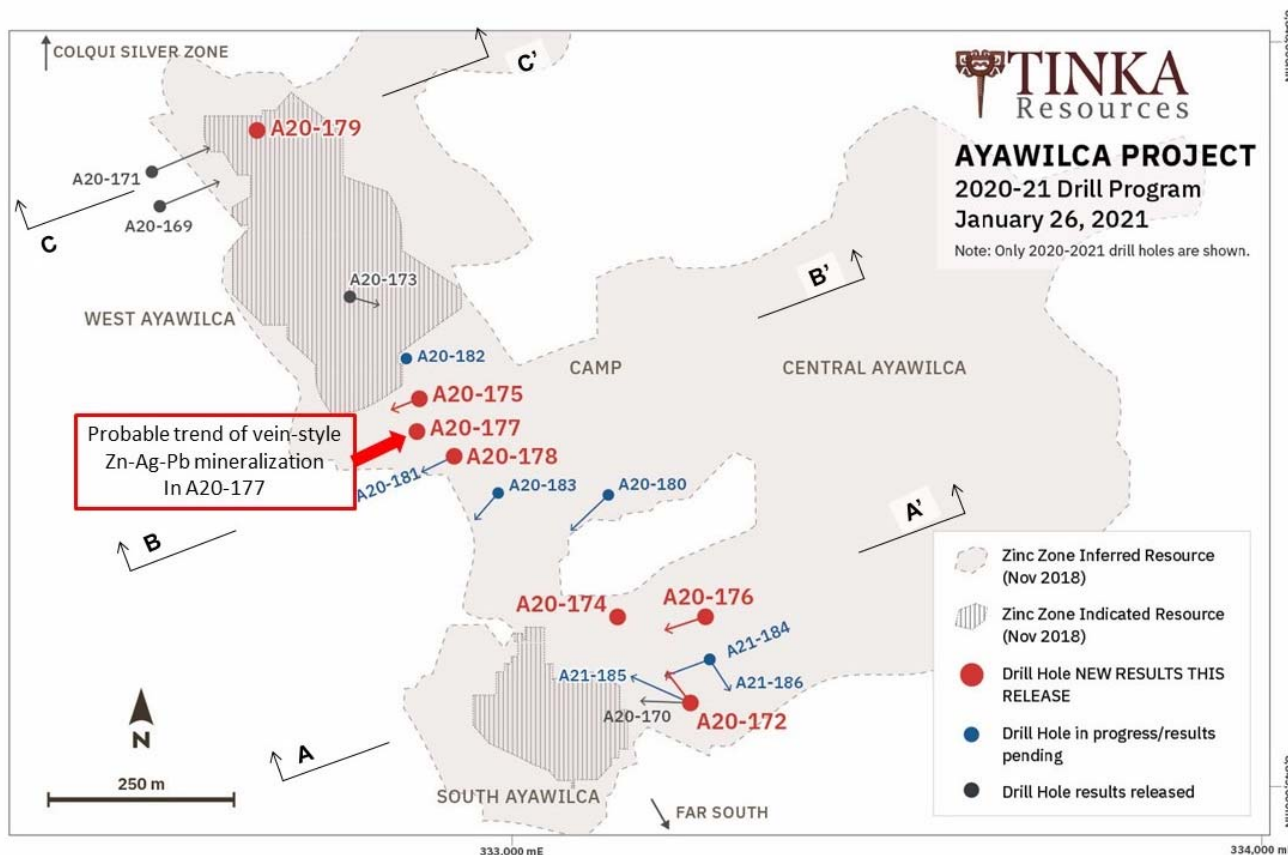 COLQUI SILVER ZONE
C'
TINKA
Resources
AYAWILCA PROJECT
2020-21 Drill Program
January 26, 2021
Note: Only 2020-2021 drill holes are shown.
A20-179
A20-171
A20-169
C
A20-173
B'
WEST AYAWILCA
A20-182
CAMP
CENTRAL AYAWILCA
A20-175
Probable trend of vein-style
Zn-Ag-Pb mineralization
In A20-177
A20-177
A20-178
A20-181
A20-183
A20-180
A'
B
Zinc Zone Inferred Resource
(Nov 2018)
Zinc Zone Indicated Resource
(Nov 2018)
Drill Hole NEW RESULTS THIS
RELEASE
Drill Hole in progress/results
pending
Drill Hole results released
A20-174
A20-176
A21-184
A21-185
A21-186
A20-170
A20-172
N
A
250 m
SOUTH AYAWILCA
FAR SOUTH
333,000 mE